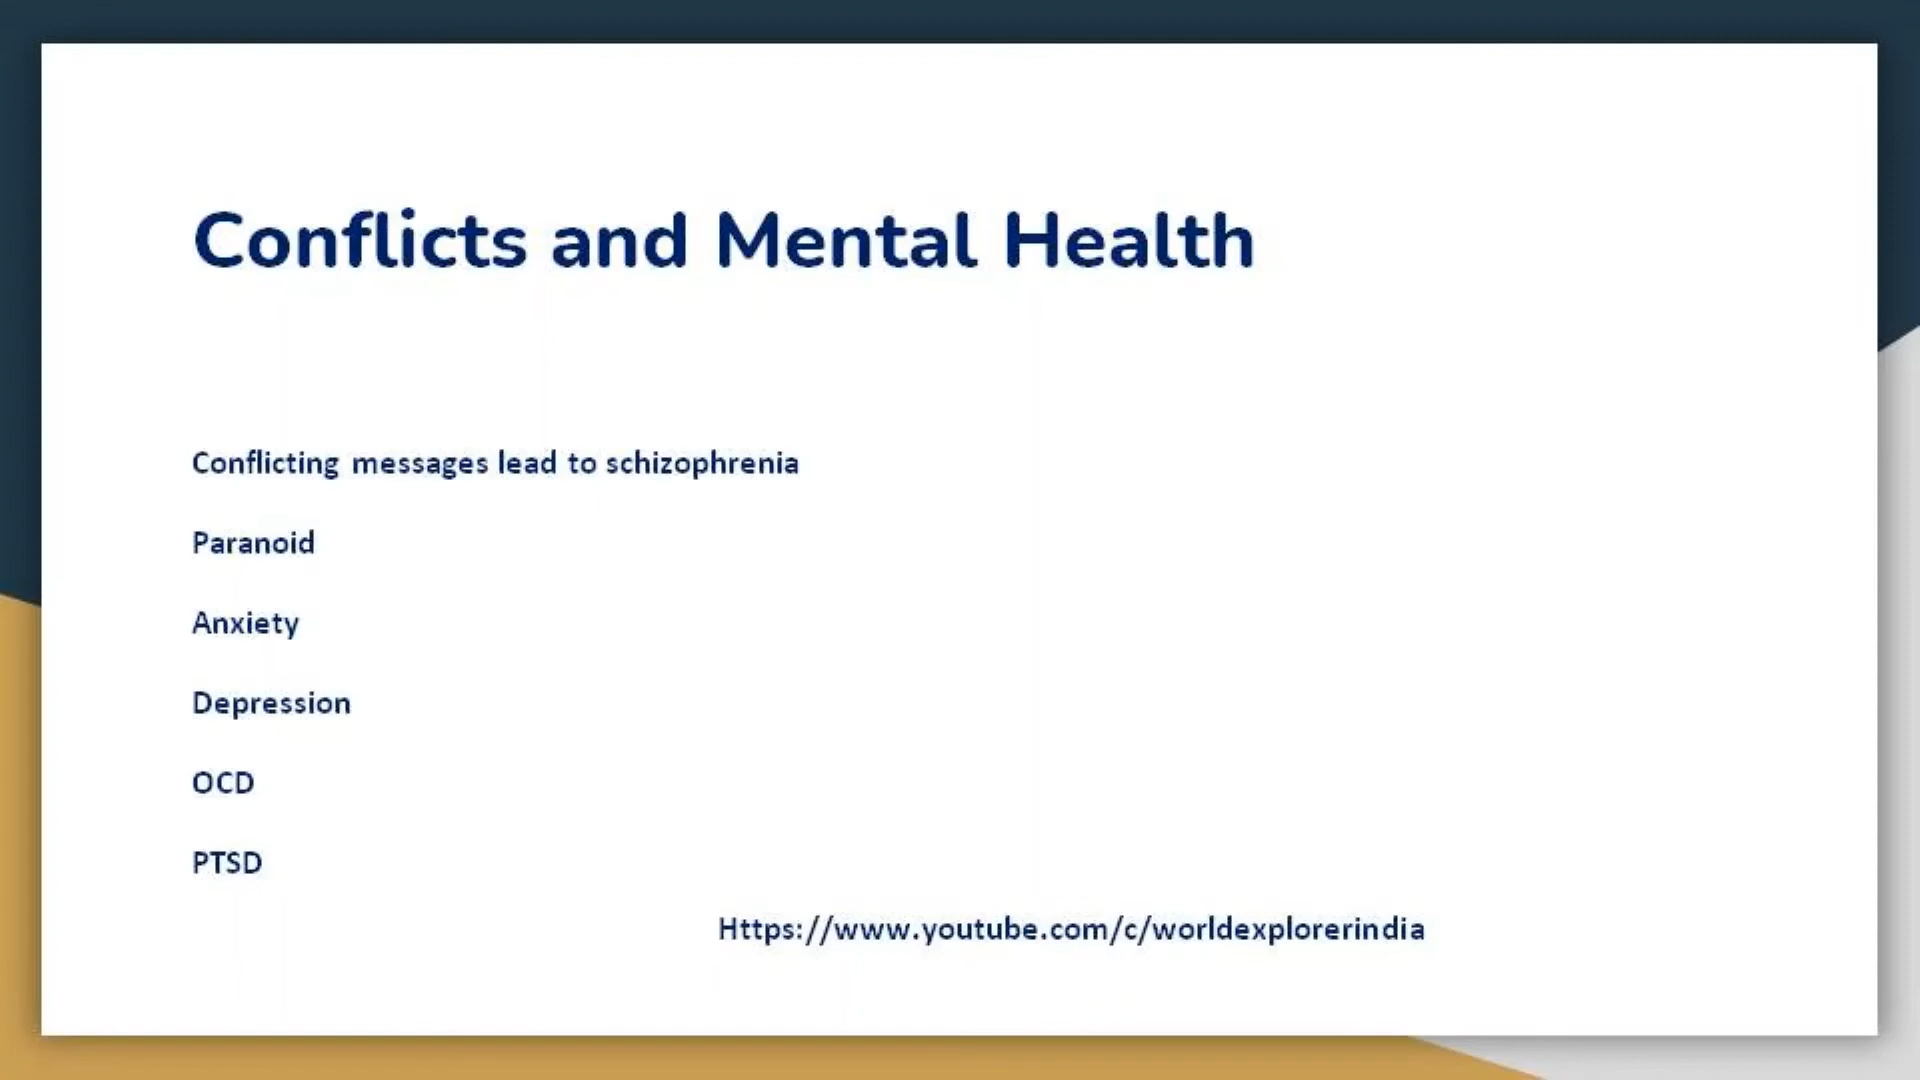 Conflicts and Mental Health
Conflicting messages lead to schizophrenia
Paranoid
Anxiety
Depression
OCD
PTSD
Https://www.youtube.com/c/worldexplorerindia